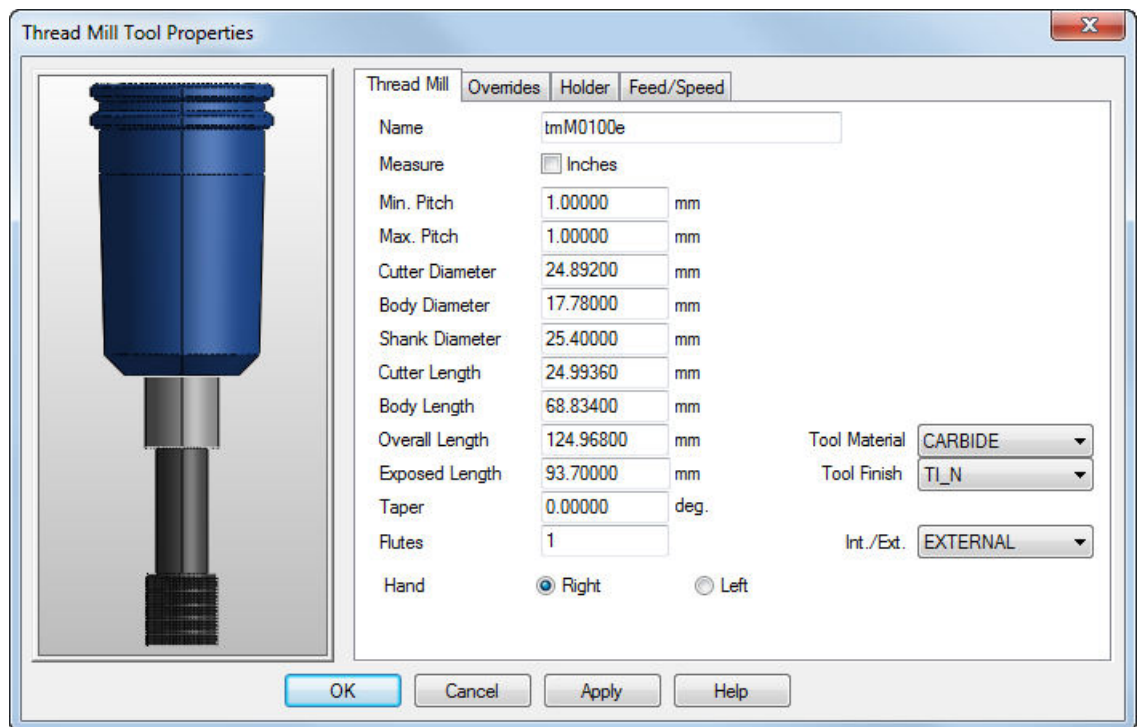 Thread Mill Tool Properties
Thread Mill Overrides Holder Feed/Speed
Name tmM0100e
Measure Inches
Min. Pitch 1.00000 mm
Max. Pitch 1.00000 mm
Cutter Diameter 24.89200 mm
Body Diameter 17.78000 mm
Shank Diameter 25.40000 mm
Cutter Length 24.99360 mm
Body Length 68.83400 mm
Overall Length 124.96800 mm Tool Material CARBIDE
Exposed Length 93.70000 mm Tool Finish TI_N
Taper 0.00000 deg.
Flutes 1 Int./Ext. EXTERNAL
Hand Right Left
OK Cancel Apply Help